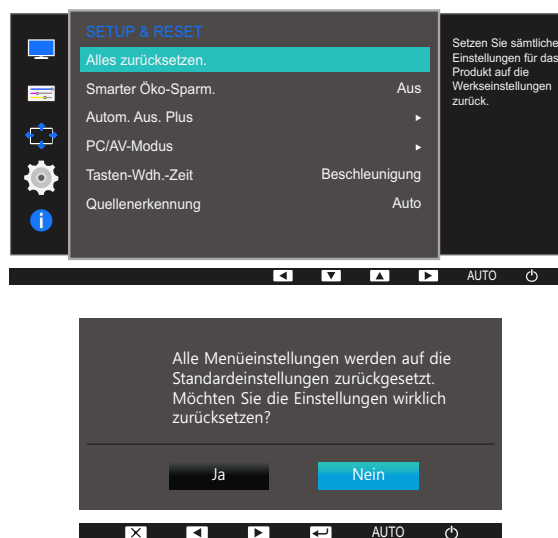 SETUP & RESET
Alles zurücksetzen.
Smarter Öko-Sparm. Aus
Autom. Aus. Plus
PC/AV-Modus
Tasten-Wdh.-Zeit Beschleunigung
Quellenerkennung Auto
Setzen Sie sämtliche
Einstellungen für das
Produkt auf die
Werkseinstellungen
zurück.
AUTO
Alle Menüeinstellungen werden auf die
Standardeinstellungen zurückgesetzt.
Möchten Sie die Einstellungen wirklich
zurücksetzen?
Ja Nein
AUTO